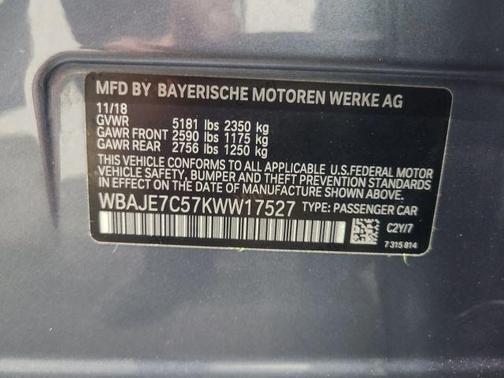 MFD BY BAYERISCHE MOTOREN WERKE AG
11/18
GVWR 5181 lbs 2350 kg
GAWR FRONT 2590 lbs 1175 kg
GAWR REAR 2756 lbs 1250 kg
THIS VEHICLE CONFORMS TO ALL APPLICABLE U.S.FEDERAL MOTOR
VEHICLE SAFETY, BUMPER AND THEFT PREVENTION STANDARDS
IN EFFECT ON THE DATE OF MANUFACTURE SHOWN ABOVE.
WBAJE7C57KWW17527 TYPE: PASSENGER CAR
C2Y/7
7 315 814